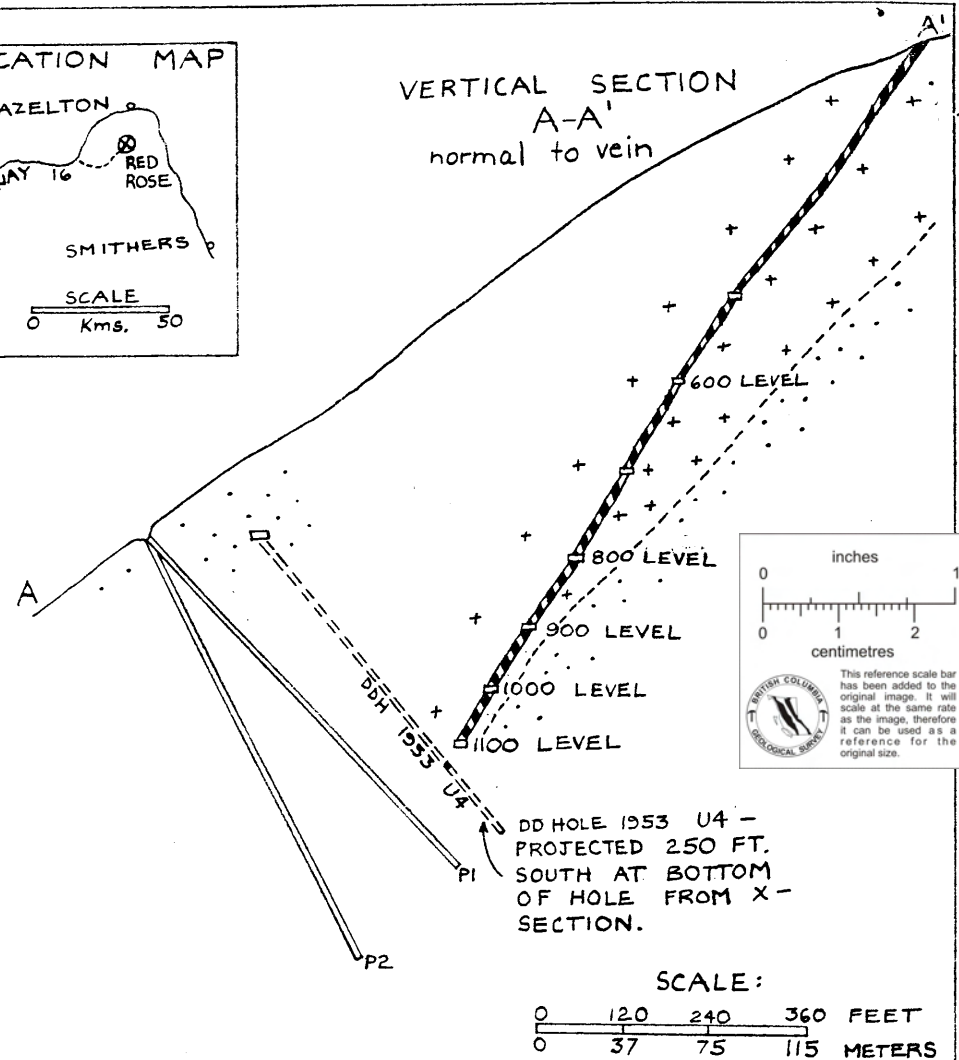 CATION MAP
AZELTON
RED
ROSE
AY 16
SMITHERS
SCALE
0 Kms. 50
VERTICAL SECTION
A-A'
normal to vein
A'
600 LEVEL
800 LEVEL
900 LEVEL
1000 LEVEL
1100 LEVEL
A
DDH 1953 U4
P1
P2
DD HOLE 1953 U4 –
PROJECTED 250 FT.
SOUTH AT BOTTOM
OF HOLE FROM X-
SECTION.
inches
0 1
0 1 2
centimetres
BRITISH COLUMBIA
GEOLOGICAL SURVEY
This reference scale bar
has been added to the
original image. It will
scale at the same rate
as the image, therefore
it can be used as a
reference for the
original size.
SCALE:
0 120 240 360 FEET
0 37 75 115 METERS